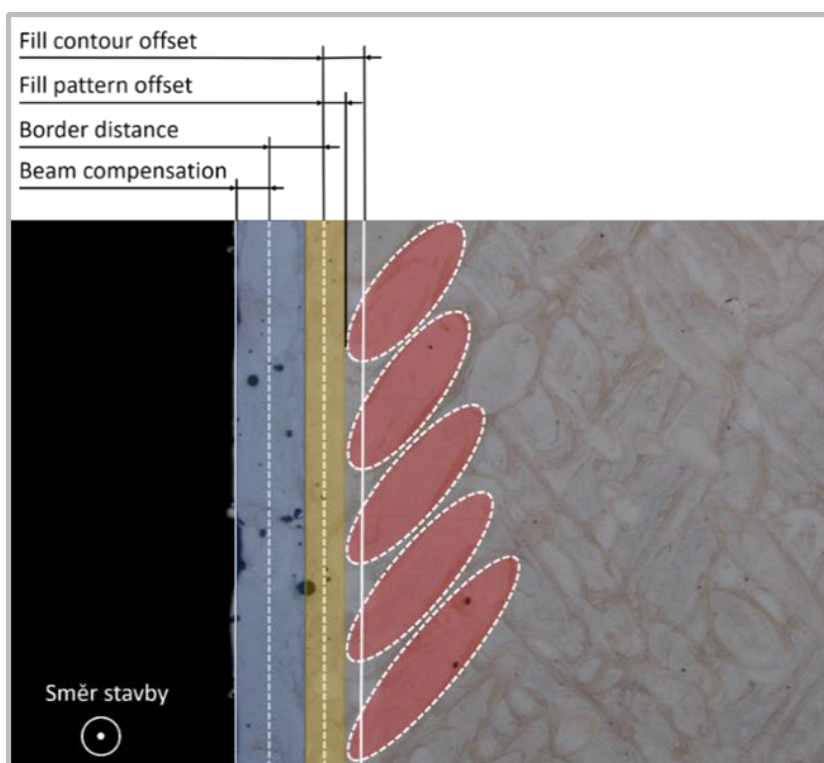 Fill contour offset
Fill pattern offset
Border distance
Beam compensation
Směr stavby